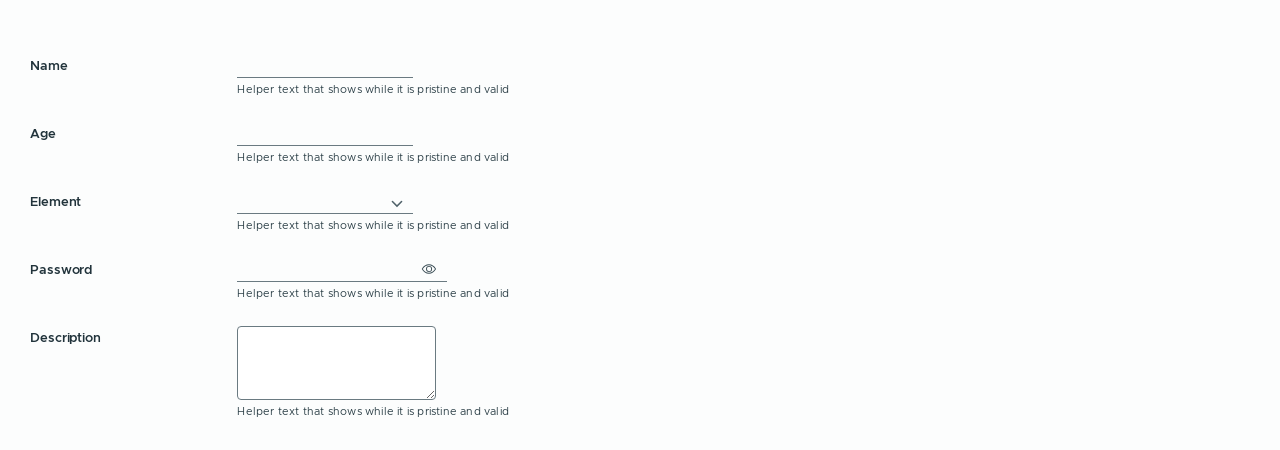 Name
Helper text that shows while it is pristine and valid
Age
Helper text that shows while it is pristine and valid
Element
Helper text that shows while it is pristine and valid
Password
Helper text that shows while it is pristine and valid
Description
Helper text that shows while it is pristine and valid